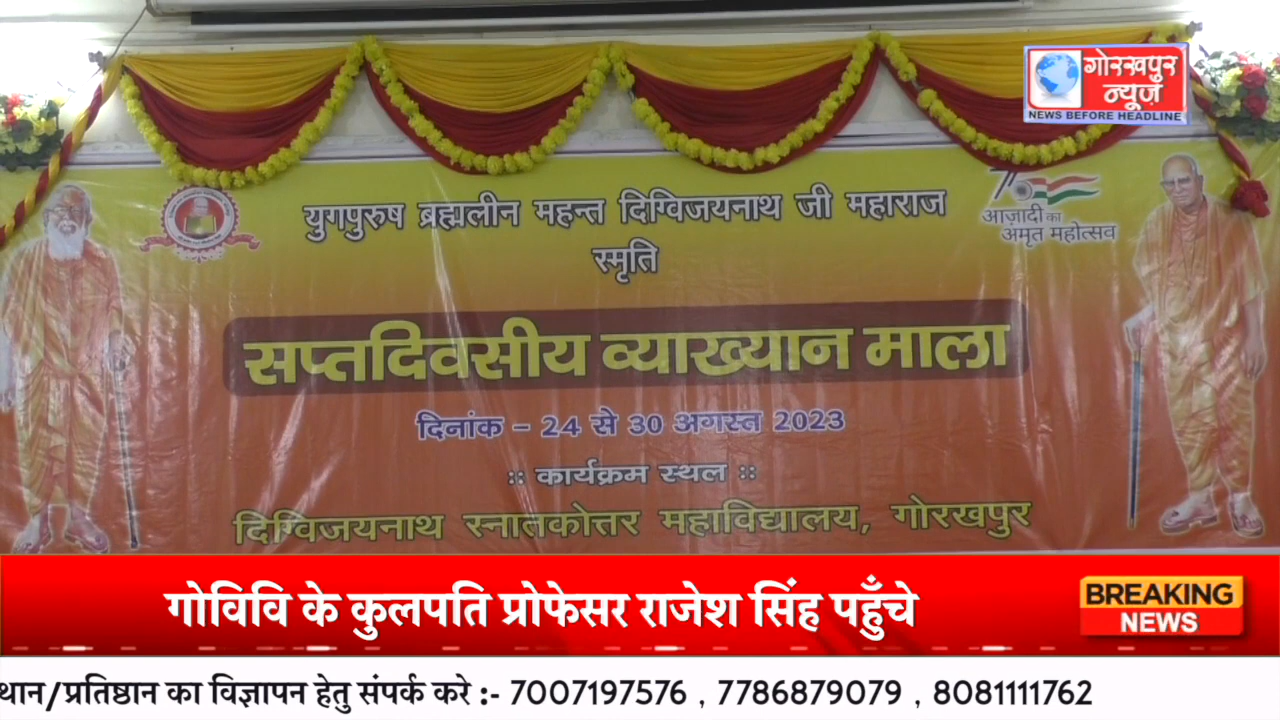 गोरखपुर
न्यूज़
NEWS BEFORE HEADLINE
युगपुरुष ब्रह्मलीन महन्त दिग्विजयनाथ जी महाराज
स्मृति
आज़ादी का
अमृत महोत्सव
सप्तदिवसीय व्याख्यान माला
दिनांक - 24 से 30 अगस्त 2023
:: कार्यक्रम स्थल ::
दिग्विजयनाथ स्नातकोत्तर महाविद्यालय, गोरखपुर
गोविवि के कुलपति प्रोफेसर राजेश सिंह पहुँचे
BREAKING
NEWS
थान/प्रतिष्ठान का विज्ञापन हेतु संपर्क करे :- 7007197576 , 7786879079 , 8081111762